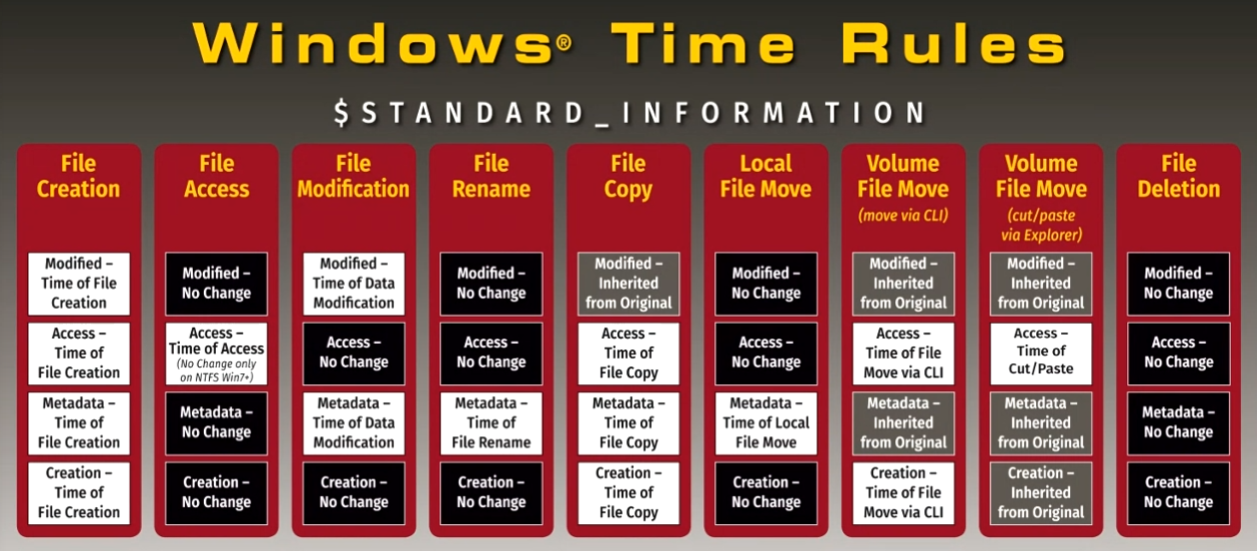 Windows® Time Rules
$STANDARD_INFORMATION
File
Creation
Modified –
Time of File
Creation
Access –
Time of
File Creation
Metadata –
Time of
File Creation
Creation –
Time of
File Creation
File
Access
Modified –
No Change
Access –
Time of Access
(No Change only
on NTFS Win7+)
Metadata –
No Change
Creation –
No Change
File
Modification
Modified –
Time of Data
Modification
Access –
No Change
Metadata –
Time of Data
Modification
Creation –
No Change
File
Rename
Modified –
No Change
Access –
No Change
Metadata –
Time of
File Rename
Creation –
No Change
File
Copy
Modified –
Inherited
from Original
Access –
Time of
File Copy
Metadata –
Time of
File Copy
Creation –
Time of
File Copy
Local
File Move
Modified –
No Change
Access –
No Change
Metadata –
Time of Local
File Move
Creation –
No Change
Volume
File Move
(move via CLI)
Modified –
Inherited
from Original
Access –
Time of File
Move via CLI
Metadata –
Inherited
from Original
Creation –
Time of File
Move via CLI
Volume
File Move
(cut/paste
via Explorer)
Modified –
Inherited
from Original
Access –
Time of
Cut/Paste
Metadata –
Inherited
from Original
Creation –
Inherited
from Original
File
Deletion
Modified –
No Change
Access –
No Change
Metadata –
No Change
Creation –
No Change